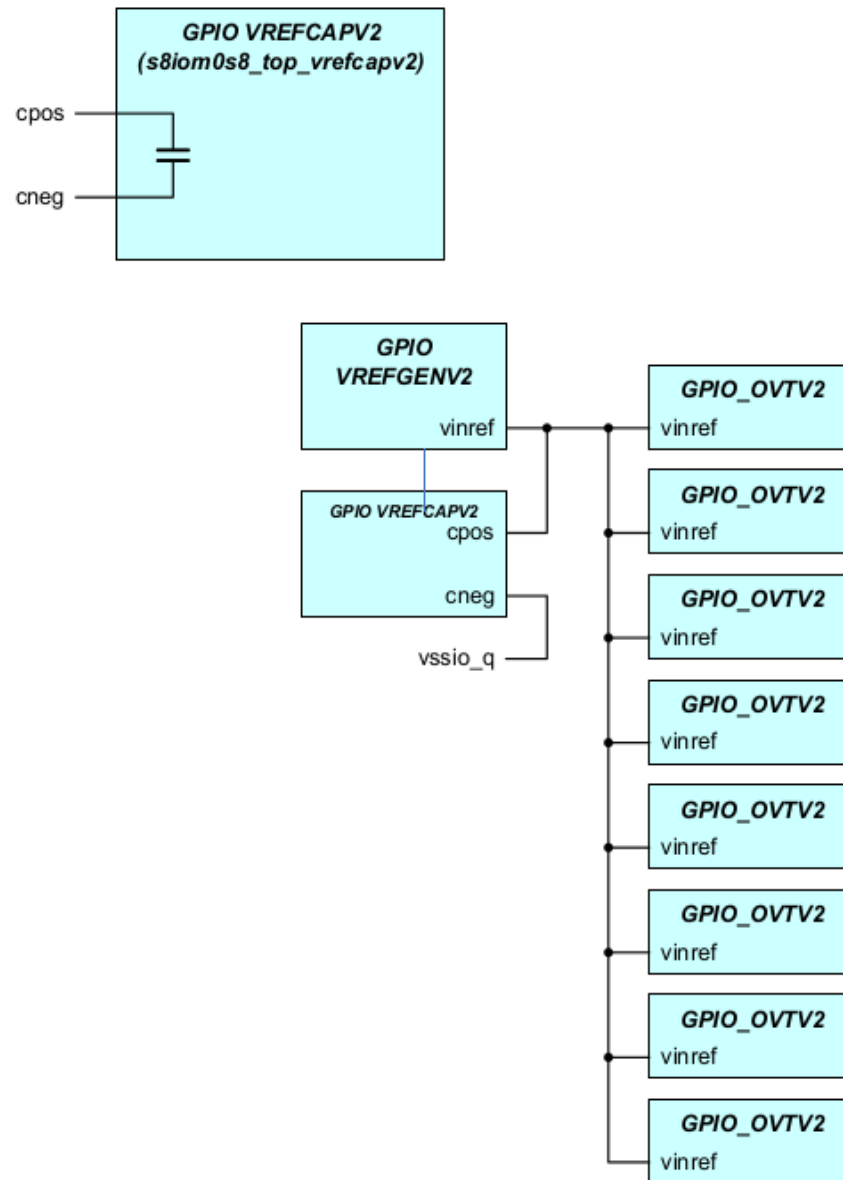 GPIO VREFCAPV2
(s8iom0s8_top_vrefcapv2)
cpos
cneg
GPIO
VREFGENV2
vinref
GPIO VREFCAPV2
cpos
cneg
vssio_q
GPIO_OVTV2
vinref
GPIO_OVTV2
vinref
GPIO_OVTV2
vinref
GPIO_OVTV2
vinref
GPIO_OVTV2
vinref
GPIO_OVTV2
vinref
GPIO_OVTV2
vinref
GPIO_OVTV2
vinref